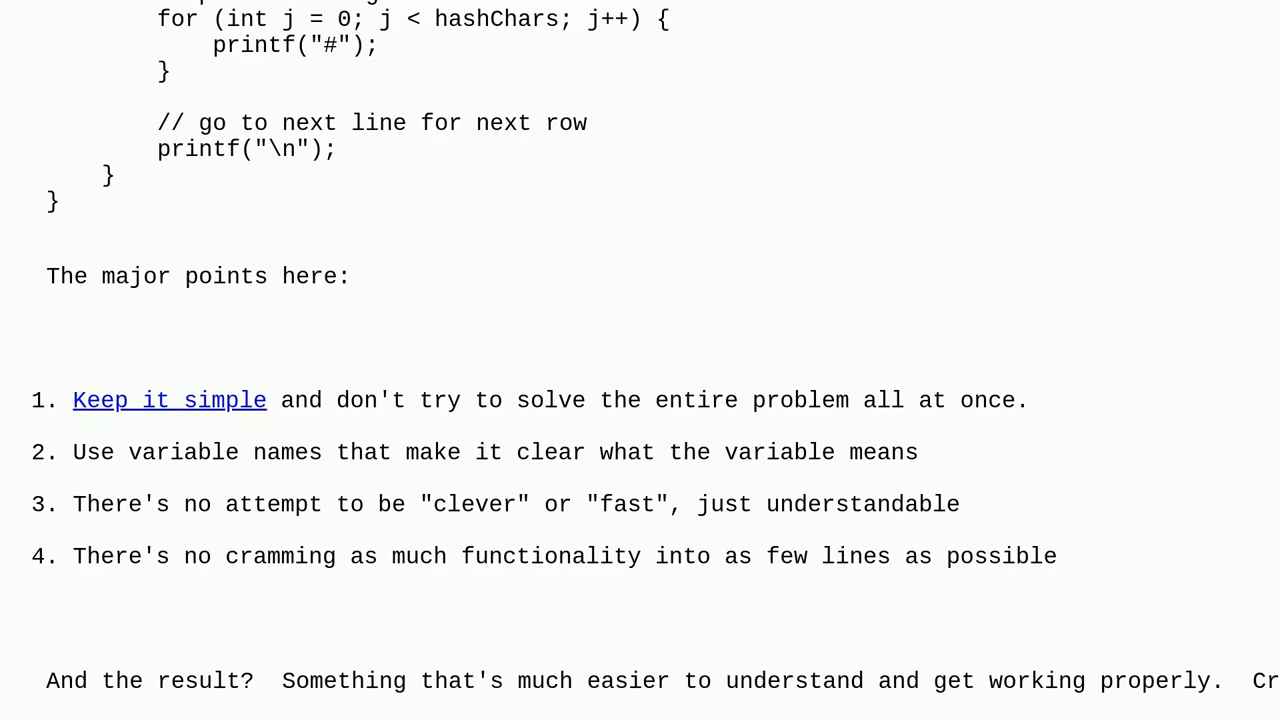 for (int j = 0; j < hashChars; j++) {
printf("#");
}
// go to next line for next row
printf("\n");
}
}
The major points here:
1. Keep it simple and don't try to solve the entire problem all at once.
2. Use variable names that make it clear what the variable means
3. There's no attempt to be "clever" or "fast", just understandable
4. There's no cramming as much functionality into as few lines as possible
And the result?  Something that's much easier to understand and get working properly.  Cr